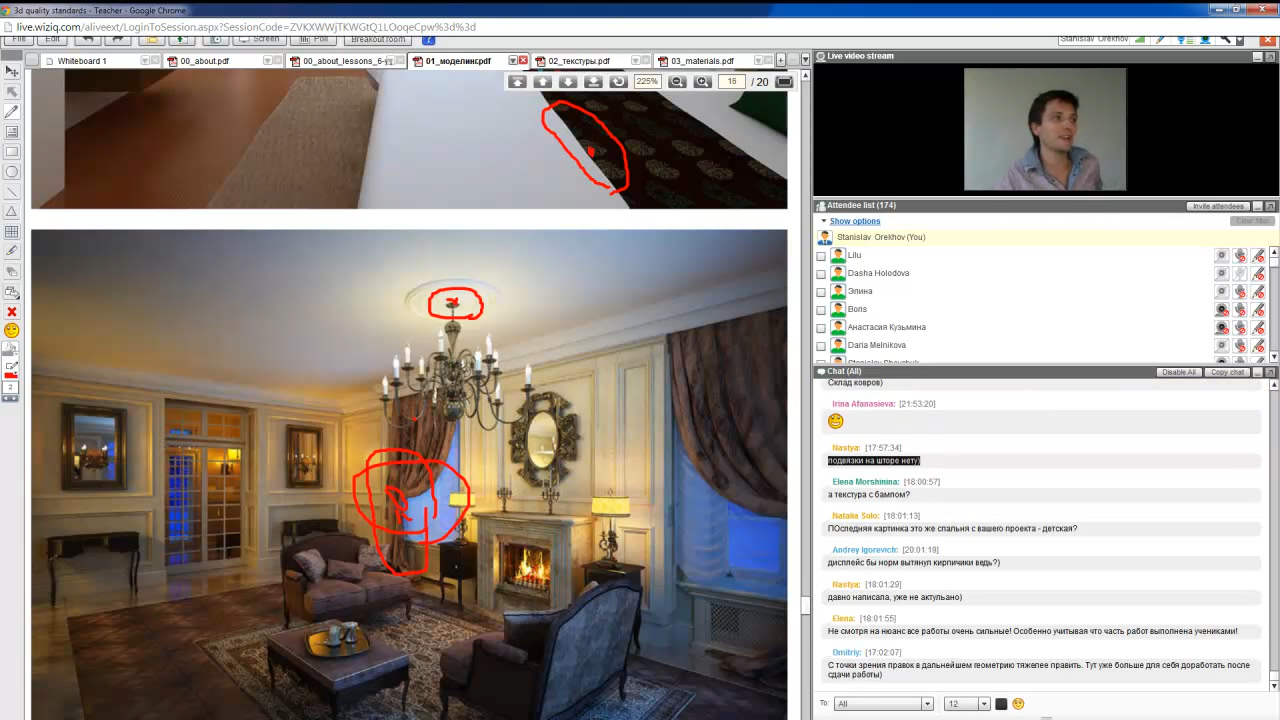 3d quality standards - Teacher - Google Chrome
live.wiziq.com/aliveext/LoginToSession.aspx?SessionCode=ZVKXWWjTKWGtQ1LOoqeCpw%3d%3d
File Edit Screen Poll BreakoutRoom
Stanislav Orekhov
Whiteboard 1
00_about.pdf
00_about_lessons_6-ys
01_моделинг.pdf
02_текстуры.pdf
03_materials.pdf
225%
16 / 20
2
Live video stream
Attendee list (174)
Invite attendees
Show options
Stanislav Orekhov (You)
Lilu
Dasha Holodova
Элина
Boris
Анастасия Кузьмина
Daria Melnikova
Chat (All)
Disable All
Copy chat
Склад ковров)
Irina Afanasieva: [21:53:20]
Nastya: [17:57:34]
подвязки на шторе нету)
Elena Morshinina: [18:00:57]
а текстура с бампом?
Natalia Solo: [18:01:13]
ПОследняя картинка это же спальня с вашего проекта - детская?
Andrey Igorevich: [20:01:19]
дисплейс бы норм вытянул кирпичики ведь?)
Nastya: [18:01:29]
давно написала, уже не актульано)
Elena: [18:01:55]
Не смотря на нюанс все работы очень сильные! Особенно учитывая что часть работ выполнена учениками!
Dmitriy: [17:02:07]
С точки зрения правок в дальнейшем геометрию тяжелее править. Тут уже больше для себя доработать после
сдачи работы)
To: All 12